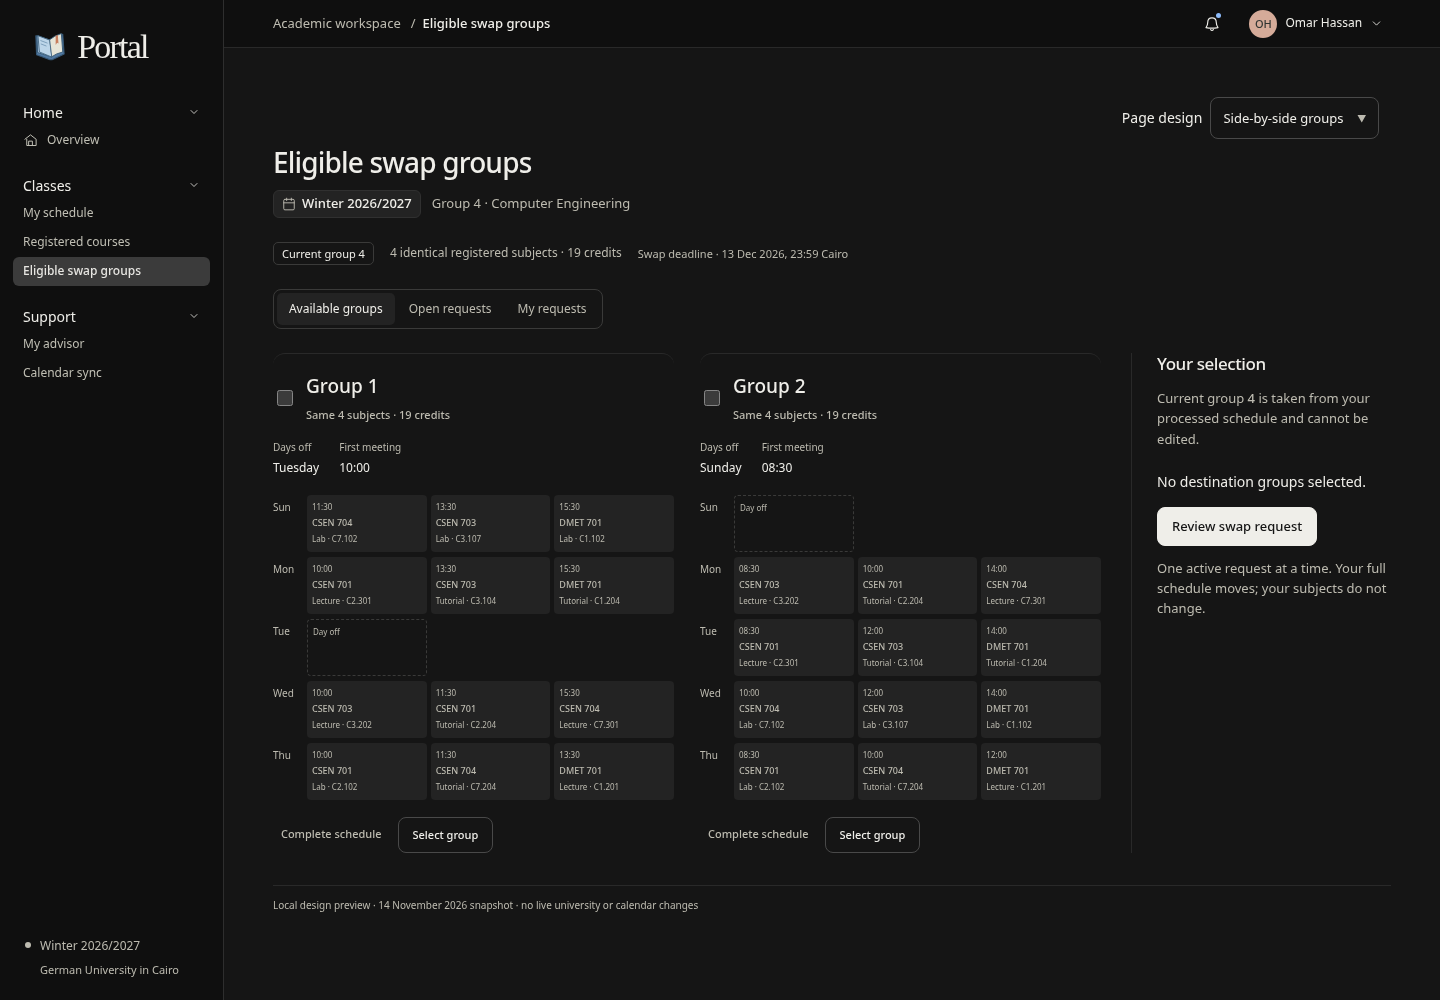 Portal
Home
Overview
Classes
My schedule
Registered courses
Eligible swap groups
Support
My advisor
Calendar sync
Winter 2026/2027
German University in Cairo
Academic workspace / Eligible swap groups
OH Omar Hassan
Page design Side-by-side groups
Eligible swap groups
Winter 2026/2027 Group 4 · Computer Engineering
Current group 4 4 identical registered subjects · 19 credits Swap deadline · 13 Dec 2026, 23:59 Cairo
Available groups Open requests My requests
Group 1
Same 4 subjects · 19 credits
Days off First meeting
Tuesday 10:00
Sun
11:30 13:30 15:30
CSEN 704 CSEN 703 DMET 701
Lab · C7.102 Lab · C3.107 Lab · C1.102
Mon
10:00 13:30 15:30
CSEN 701 CSEN 703 DMET 701
Lecture · C2.301 Tutorial · C3.104 Tutorial · C1.204
Tue
Day off
Wed
10:00 11:30 15:30
CSEN 703 CSEN 701 CSEN 704
Lecture · C3.202 Tutorial · C2.204 Lecture · C7.301
Thu
10:00 11:30 13:30
CSEN 701 CSEN 704 DMET 701
Lab · C2.102 Tutorial · C7.204 Lecture · C1.201
Complete schedule Select group
Group 2
Same 4 subjects · 19 credits
Days off First meeting
Sunday 08:30
Sun
Day off
Mon
08:30 10:00 14:00
CSEN 703 CSEN 701 CSEN 704
Lecture · C3.202 Tutorial · C2.204 Lecture · C7.301
Tue
08:30 12:00 14:00
CSEN 701 CSEN 703 DMET 701
Lecture · C2.301 Tutorial · C3.104 Tutorial · C1.204
Wed
10:00 12:00 14:00
CSEN 704 CSEN 703 DMET 701
Lab · C7.102 Lab · C3.107 Lab · C1.102
Thu
08:30 10:00 12:00
CSEN 701 CSEN 704 DMET 701
Lab · C2.102 Tutorial · C7.204 Lecture · C1.201
Complete schedule Select group
Your selection
Current group 4 is taken from your
processed schedule and cannot be
edited.
No destination groups selected.
Review swap request
One active request at a time. Your full
schedule moves; your subjects do not
change.
Local design preview · 14 November 2026 snapshot · no live university or calendar changes